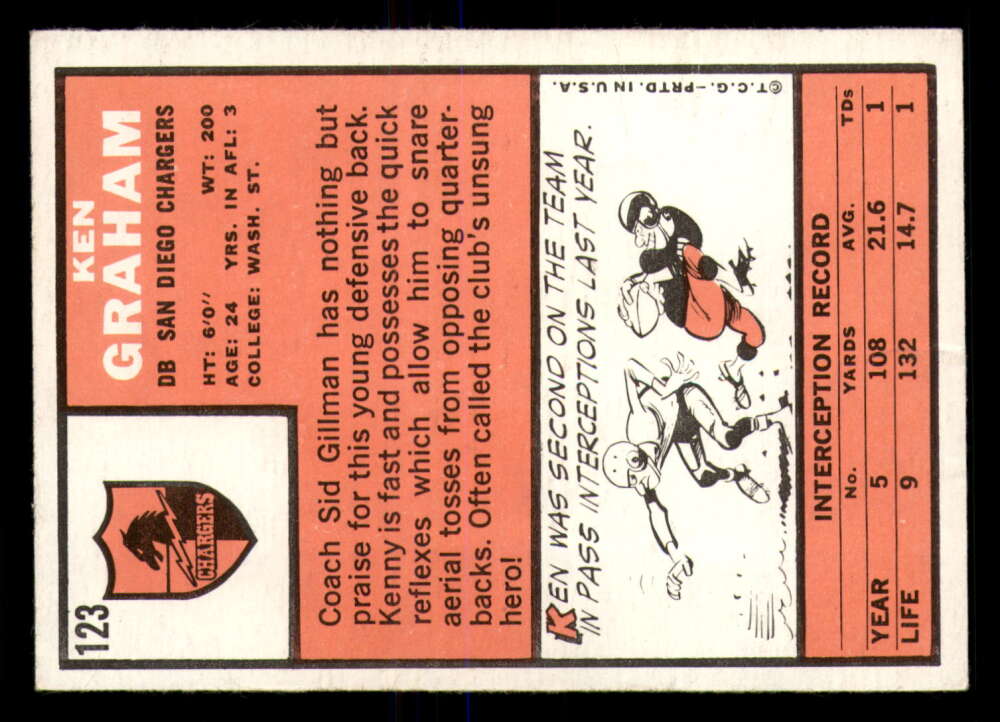 123
CHARGERS
KEN
GRAHAM
DB SAN DIEGO CHARGERS
HT: 6'0" WT: 200
AGE: 24 YRS. IN AFL: 3
COLLEGE: WASH. ST.
Coach Sid Gillman has nothing but
praise for this young defensive back.
Kenny is fast and possesses the quick
reflexes which allow him to snare
aerial tosses from opposing quarter-
backs. Often called the club's unsung
hero!
KEN WAS SECOND ON THE TEAM
IN PASS INTERCEPTIONS LAST YEAR.
©T.C.G.—PRTD. IN U.S.A.
INTERCEPTION RECORD
No. YARDS AVG. TDs
YEAR 5 108 21.6 1
LIFE 9 132 14.7 1